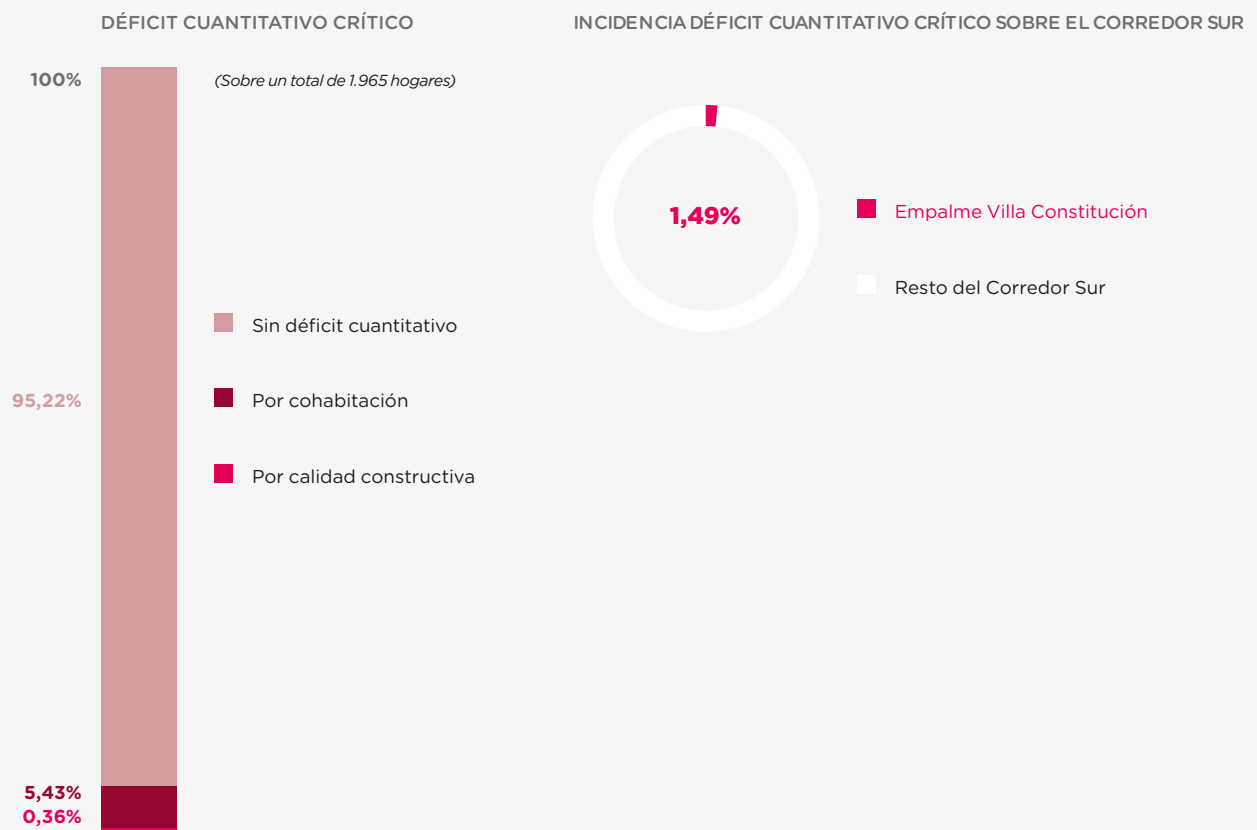 DÉFICIT CUANTITATIVO CRÍTICO
100%
(Sobre un total de 1.965 hogares)
Sin déficit cuantitativo
95,22%
Por cohabitación
Por calidad constructiva
5,43%
0,36%
INCIDENCIA DÉFICIT CUANTITATIVO CRÍTICO SOBRE EL CORREDOR SUR
1,49%
Empalme Villa Constitución
Resto del Corredor Sur